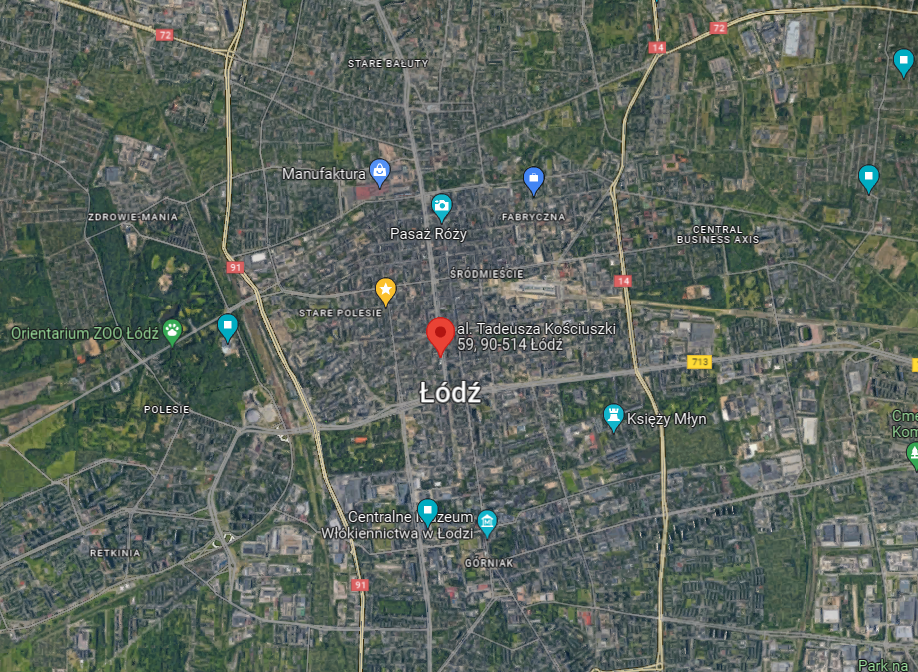 72
72
14
STARE BAŁUTY
Manufaktura
ZDROWIE-MANIA
Pasaż Róży
FABRYCZNA
CENTRAL
BUSINESS AXIS
91
ŚRÓDMIEŚCIE
14
STARE POLESIE
Orientarium ZOO Łódź
al. Tadeusza Kościuszki
59, 90-514 Łódź
713
Łódź
POLESIE
Księży Młyn
Cme
Kom
Centralne Muzeum
Włókiennictwa w Łodzi
RETKINIA
GÓRNIAK
91
Park na